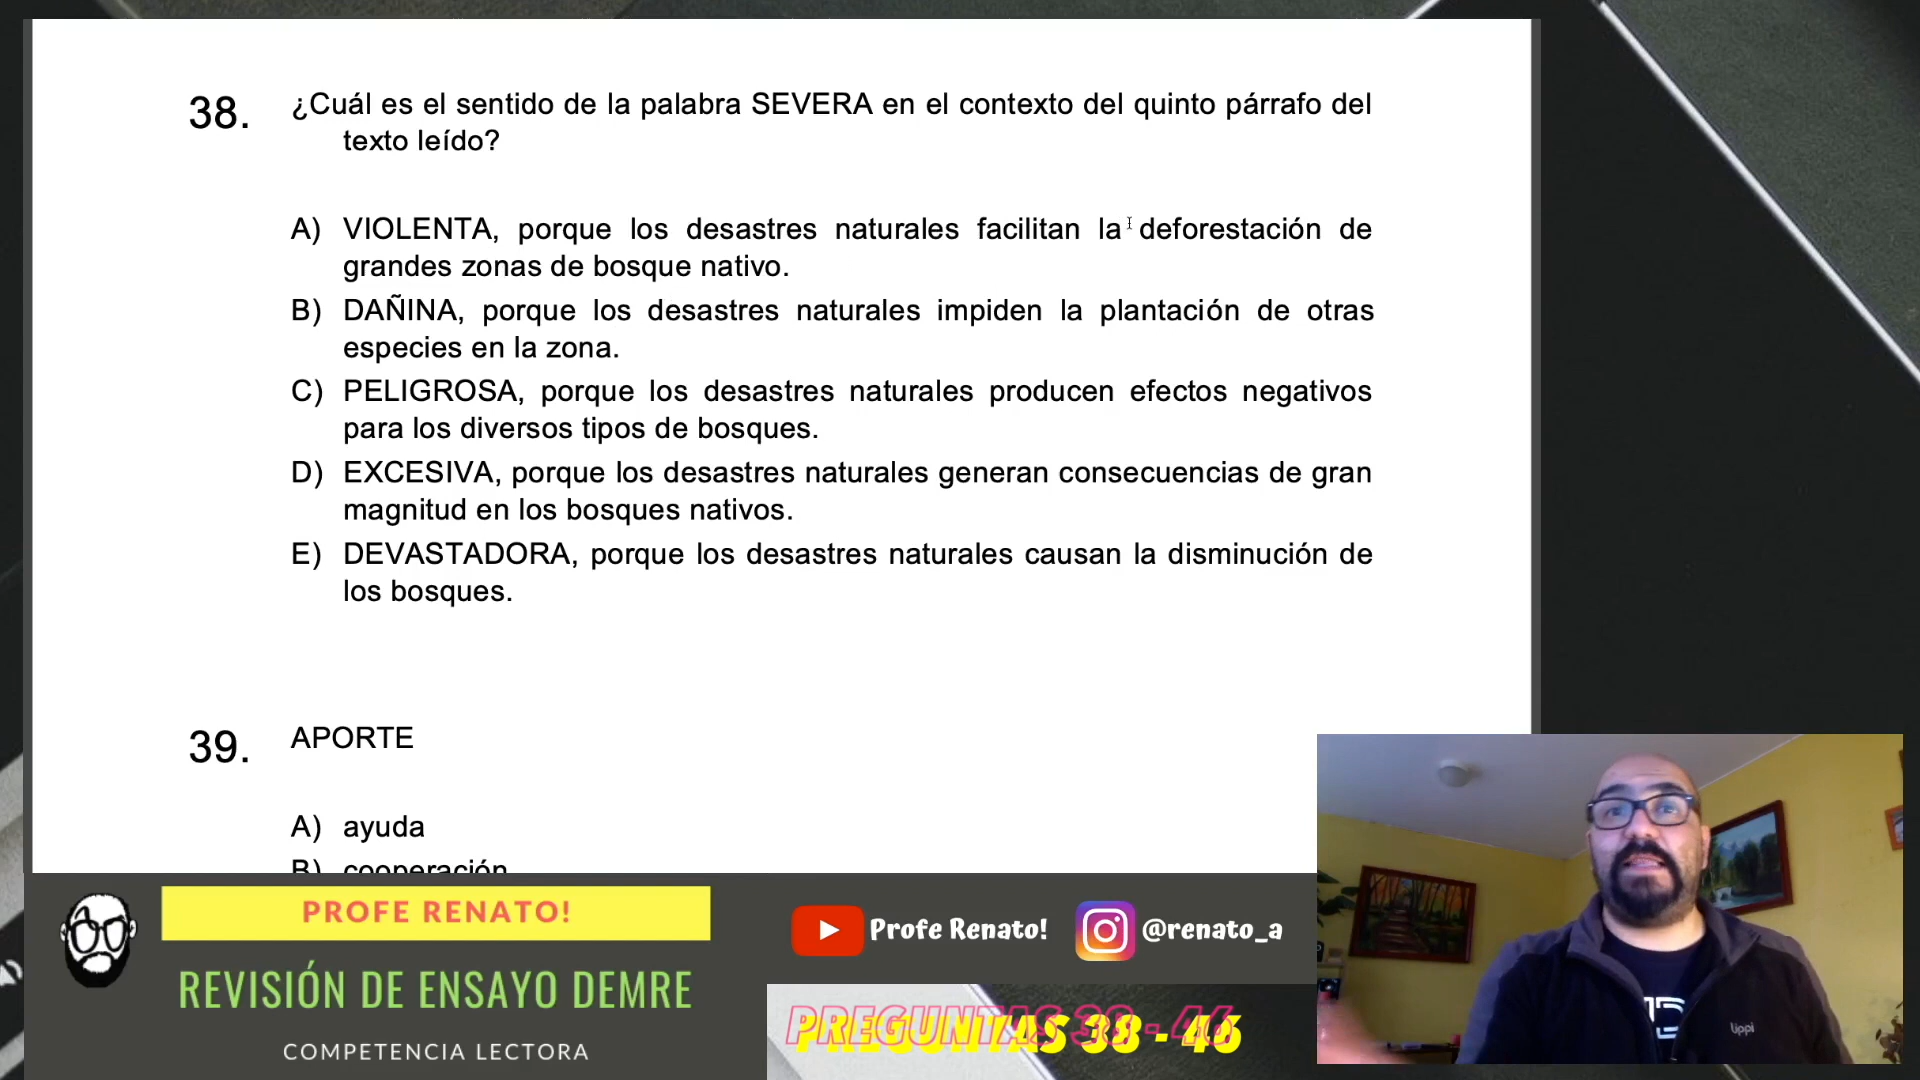 38. ¿Cuál es el sentido de la palabra SEVERA en el contexto del quinto párrafo del
texto leído?
A) VIOLENTA, porque los desastres naturales facilitan la deforestación de
grandes zonas de bosque nativo.
B) DAÑINA, porque los desastres naturales impiden la plantación de otras
especies en la zona.
C) PELIGROSA, porque los desastres naturales producen efectos negativos
para los diversos tipos de bosques.
D) EXCESIVA, porque los desastres naturales generan consecuencias de gran
magnitud en los bosques nativos.
E) DEVASTADORA, porque los desastres naturales causan la disminución de
los bosques.
39. APORTE
A) ayuda
B) cooperación
PROFE RENATO!
REVISIÓN DE ENSAYO DEMRE
COMPETENCIA LECTORA
Profe Renato! @renato_a
PREGUNTAS 38 - 46
lippi